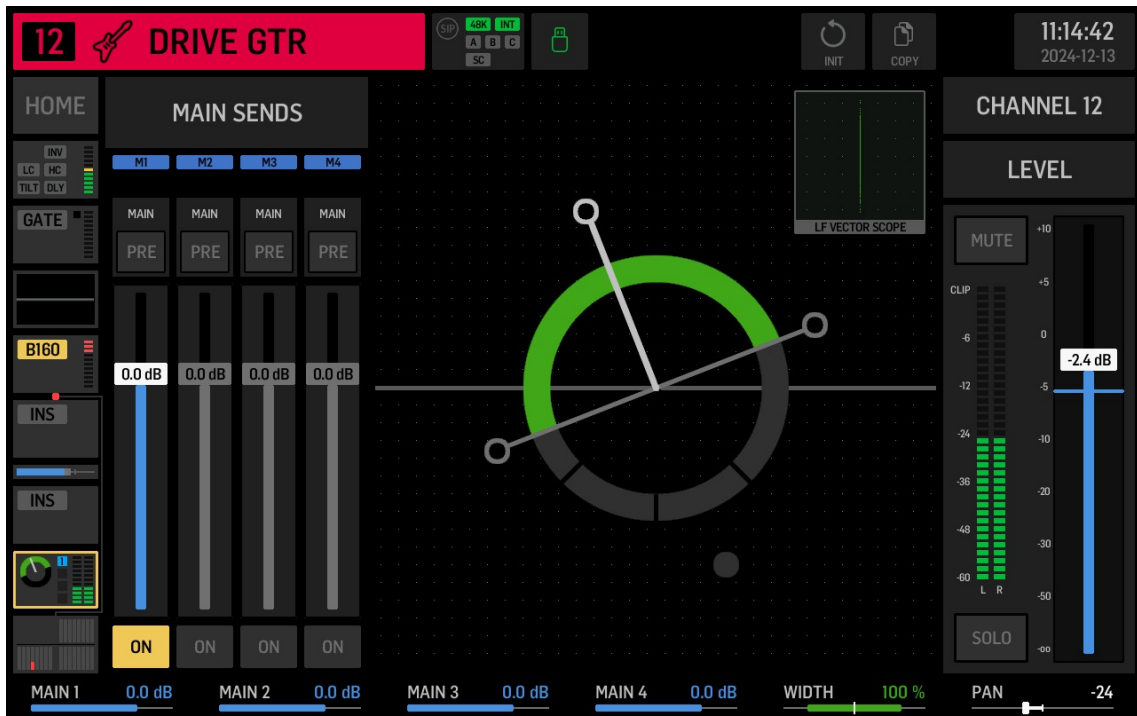 12 DRIVE GTR
SIP 48K INT
A B C
SC
INIT
COPY
11:14:42
2024-12-13
HOME
MAIN SENDS
CHANNEL 12
LEVEL
INV
LC HC
TILT DLY
GATE
B160
INS
INS
1
M1 M2 M3 M4
MAIN MAIN MAIN MAIN
PRE PRE PRE PRE
0.0 dB 0.0 dB 0.0 dB 0.0 dB
ON ON ON ON
LF VECTOR SCOPE
MUTE
CLIP
-6
-12
-24
-36
-48
-60
L R
SOLO
+10
+5
0
-5
-10
-20
-30
-50
-oo
-2.4 dB
MAIN 1 0.0 dB MAIN 2 0.0 dB MAIN 3 0.0 dB MAIN 4 0.0 dB WIDTH 100 % PAN -24